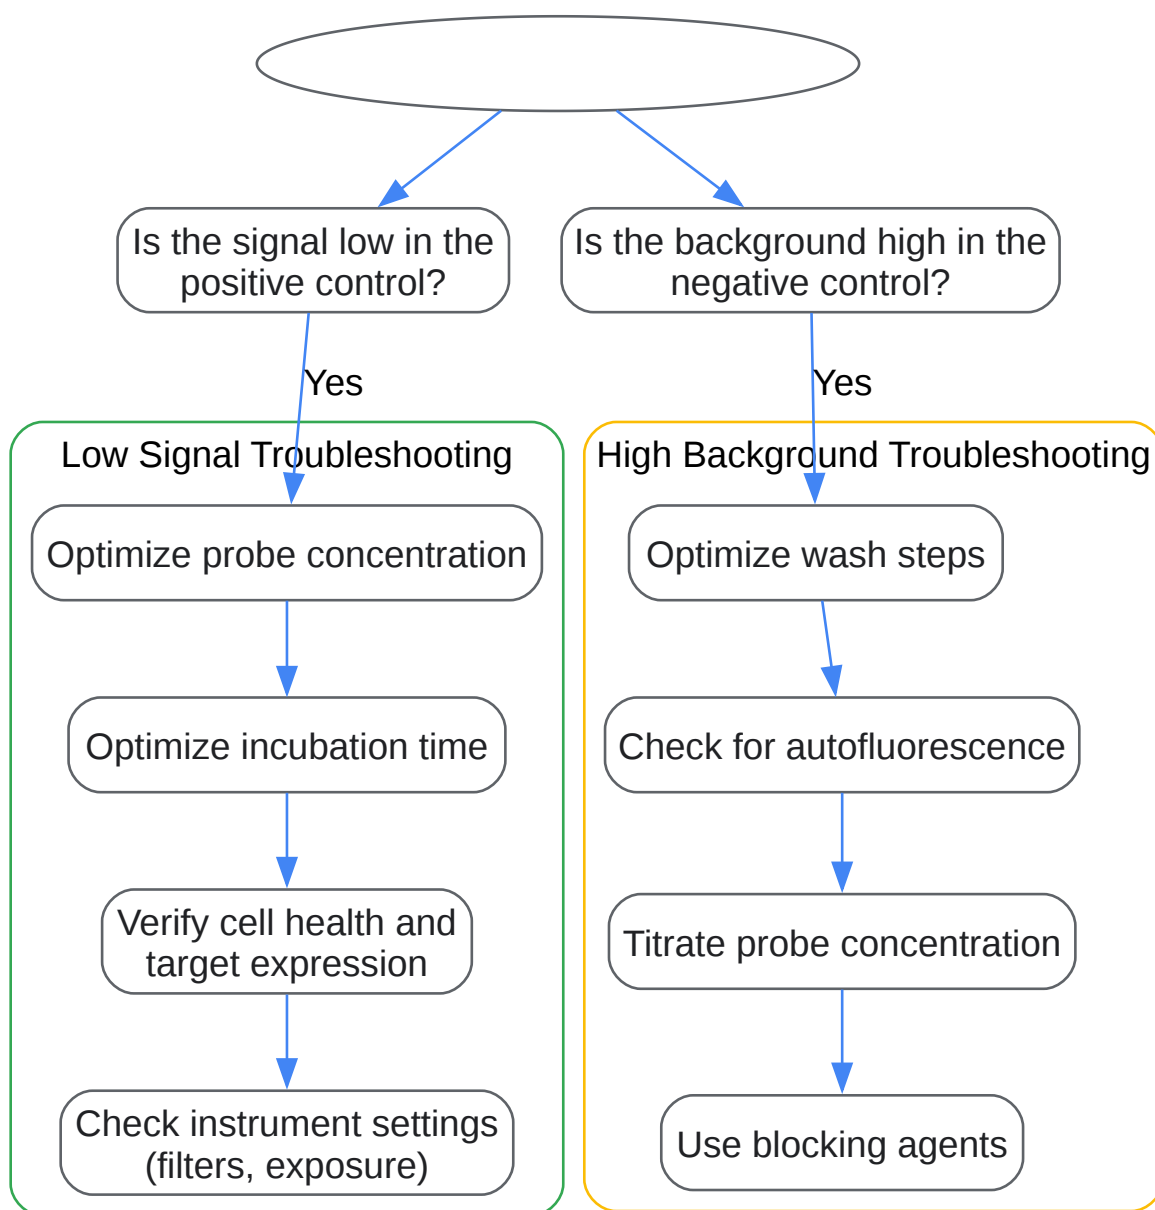 Is the signal low in the
positive control?
Is the background high in the
negative control?
Yes
Yes
Low Signal Troubleshooting
Optimize probe concentration
Optimize incubation time
Verify cell health and
target expression
Check instrument settings
(filters, exposure)
High Background Troubleshooting
Optimize wash steps
Check for autofluorescence
Titrate probe concentration
Use blocking agents